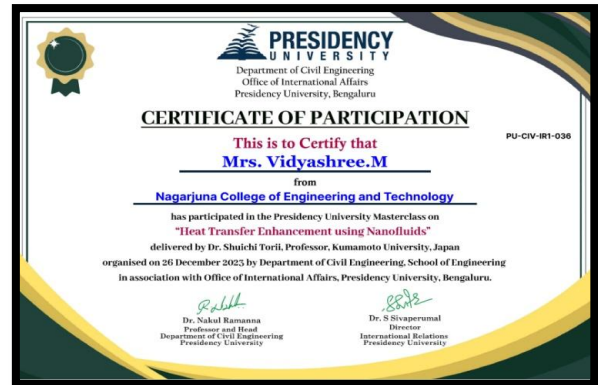 PRESIDENCY
UNIVERSITY
Department of Civil Engineering
Office of International Affairs
Presidency University, Bengaluru
CERTIFICATE OF PARTICIPATION
PU-CIV-IR1-036
This is to Certify that
Mrs. Vidyashree.M
from
Nagarjuna College of Engineering and Technology
has participated in the Presidency University Masterclass on
“Heat Transfer Enhancement using Nanofluids”
delivered by Dr. Shuichi Torii, Professor, Kumamoto University, Japan
organised on 26 December 2023 by Department of Civil Engineering, School of Engineering
in association with Office of International Affairs, Presidency University, Bengaluru.
Dr. Nakul Ramanna
Professor and Head
Department of Civil Engineering
Presidency University
Dr. S Sivaperumal
Director
International Relations
Presidency University